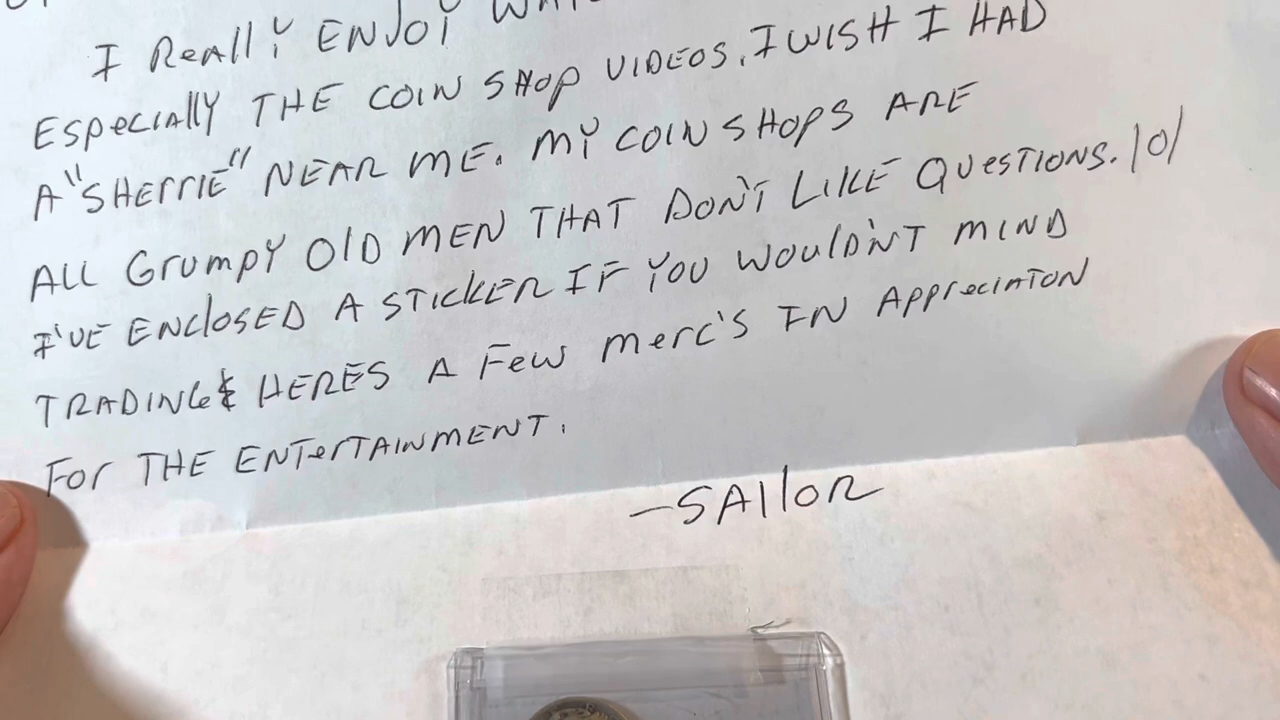 I Really ENJOY
Especially THE COIN SHOP VIDEOS. I WISH I HAD
A "SHERRIE" NEAR ME. MY COIN SHOPS ARE
All Grumpy Old MEN THAT DON'T LIKE QUESTIONS. lol
I'VE ENClOSED A STICKER IF YOU WOULDN'T MIND
TRADING & HERES A Few merc's IN AppreciATON
For THE ENTerTAINMENT.
-SAIlOR